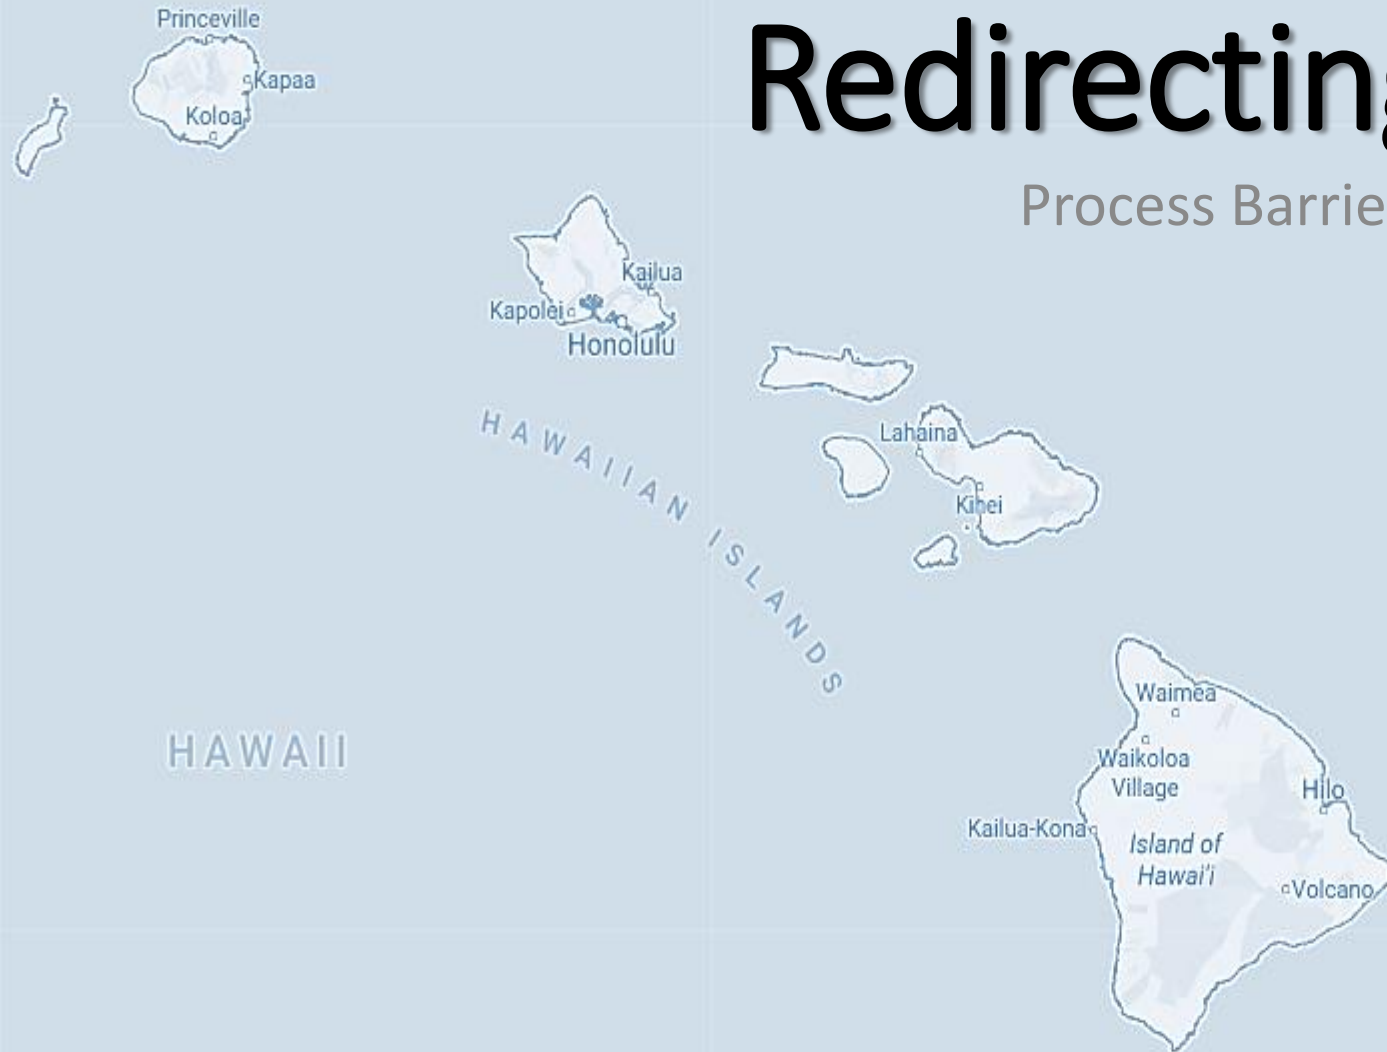 Redirectin
Process Barrie
Princeville
Kapaa
Koloa
Kailua
Kapolei
Honolulu
HAWAIIAN ISLANDS
Lahaina
Kihei
HAWAII
Waimea
Waikoloa
Village
Hilo
Kailua-Kona
Island of
Hawai'i
Volcano